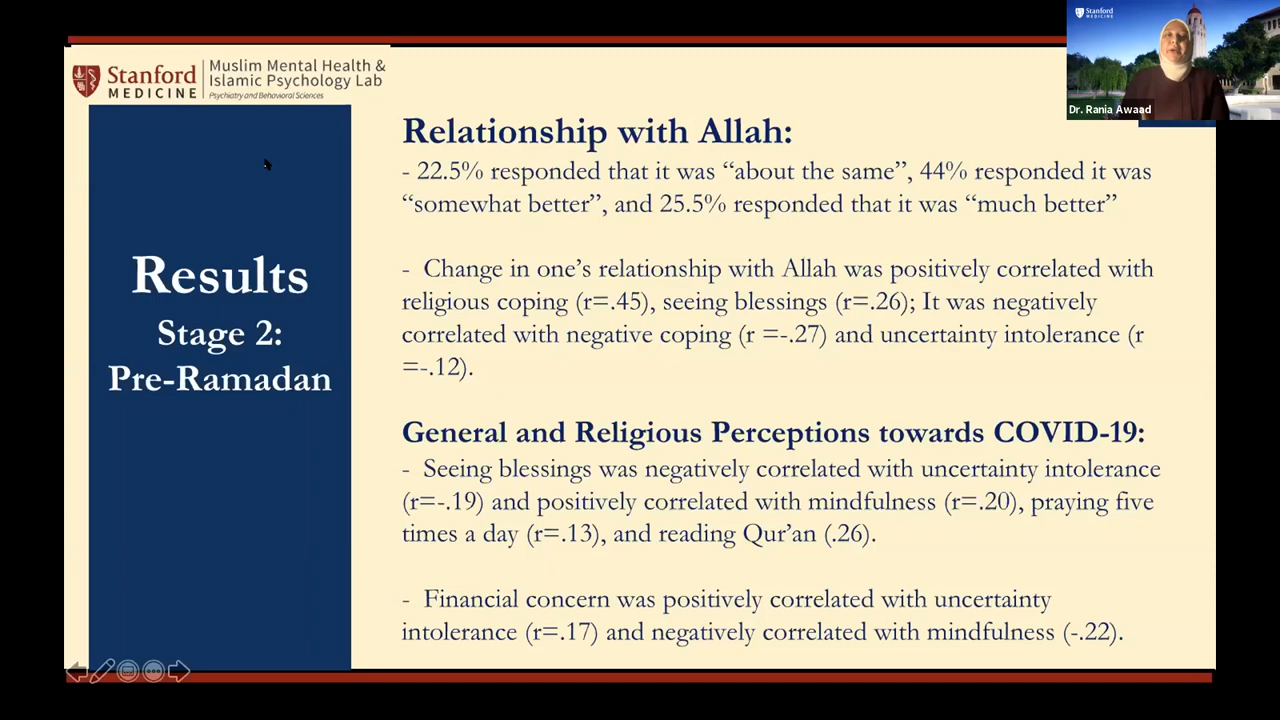 Stanford
MEDICINE
Muslim Mental Health &
Islamic Psychology Lab
Psychiatry and Behavioral Sciences
Stanford
MEDICINE
Dr. Rania Awaad
Results
Stage 2:
Pre-Ramadan
Relationship with Allah:
- 22.5% responded that it was “about the same”, 44% responded it was
“somewhat better”, and 25.5% responded that it was “much better”
- Change in one’s relationship with Allah was positively correlated with
religious coping (r=.45), seeing blessings (r=.26); It was negatively
correlated with negative coping (r =-.27) and uncertainty intolerance (r
=-.12).
General and Religious Perceptions towards COVID-19:
- Seeing blessings was negatively correlated with uncertainty intolerance
(r=-.19) and positively correlated with mindfulness (r=.20), praying five
times a day (r=.13), and reading Qur’an (.26).
- Financial concern was positively correlated with uncertainty
intolerance (r=.17) and negatively correlated with mindfulness (-.22).